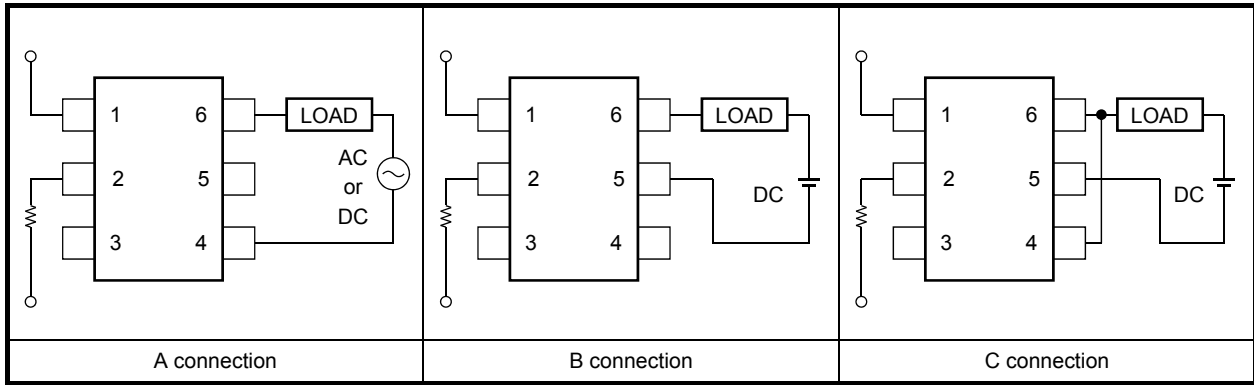 1 6 LOAD
AC
or
DC
2 5
3 4
A connection
1 6 LOAD
2 5 DC
3 4
B connection
1 6 LOAD
2 5 DC
3 4
C connection